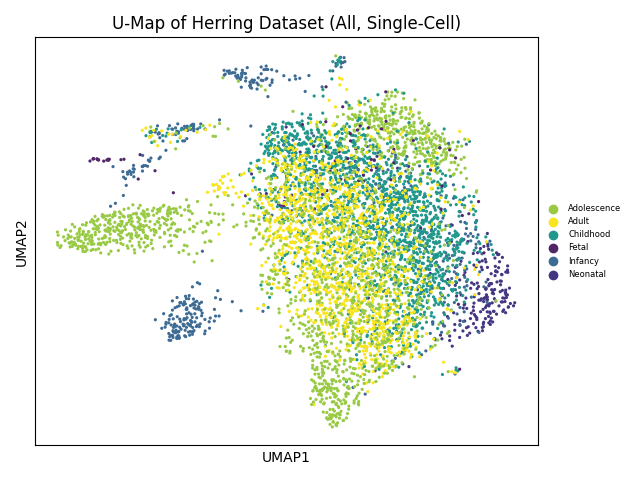 U-Map of Herring Dataset (All, Single-Cell)
UMAP2
Adolescence
Adult
Childhood
Fetal
Infancy
Neonatal
UMAP1